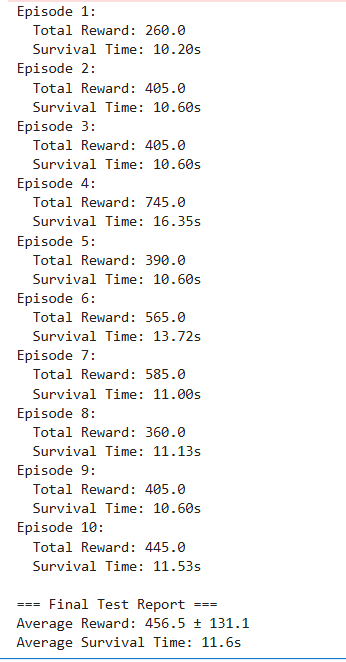 Episode 1:
  Total Reward: 260.0
  Survival Time: 10.20s
Episode 2:
  Total Reward: 405.0
  Survival Time: 10.60s
Episode 3:
  Total Reward: 405.0
  Survival Time: 10.60s
Episode 4:
  Total Reward: 745.0
  Survival Time: 16.35s
Episode 5:
  Total Reward: 390.0
  Survival Time: 10.60s
Episode 6:
  Total Reward: 565.0
  Survival Time: 13.72s
Episode 7:
  Total Reward: 585.0
  Survival Time: 11.00s
Episode 8:
  Total Reward: 360.0
  Survival Time: 11.13s
Episode 9:
  Total Reward: 405.0
  Survival Time: 10.60s
Episode 10:
  Total Reward: 445.0
  Survival Time: 11.53s

=== Final Test Report ===
Average Reward: 456.5 ± 131.1
Average Survival Time: 11.6s